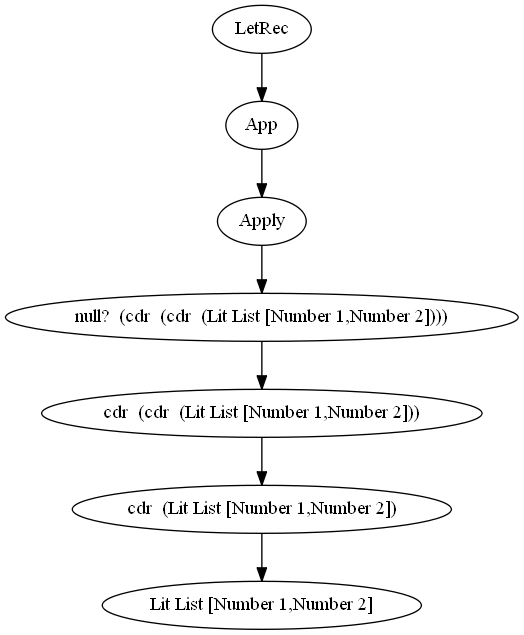 LetRec
App
Apply
null? (cdr (cdr (Lit List [Number 1,Number 2])))
cdr (cdr (Lit List [Number 1,Number 2]))
cdr (Lit List [Number 1,Number 2])
Lit List [Number 1,Number 2]